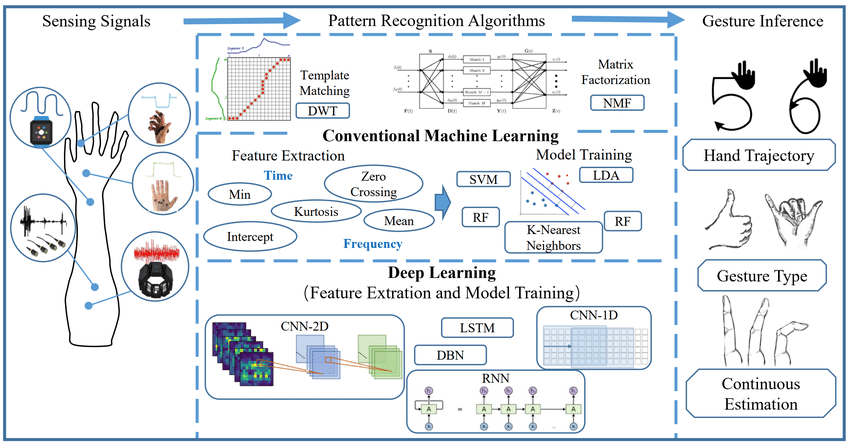 Sensing Signals
Pattern Recognition Algorithms
Gesture Inference
Template
Matching
DWT
Matrix
Factorization
NMF
Conventional Machine Learning
Feature Extraction
Time
Min
Zero
Crossing
Kurtosis
Mean
Intercept
Frequency
Model Training
SVM
LDA
RF
RF
K-Nearest
Neighbors
Deep Learning
(Feature Extration and Model Training)
CNN-2D
LSTM
DBN
CNN-1D
RNN
A
=
A
A
A
A
Hand Trajectory
Gesture Type
Continuous
Estimation